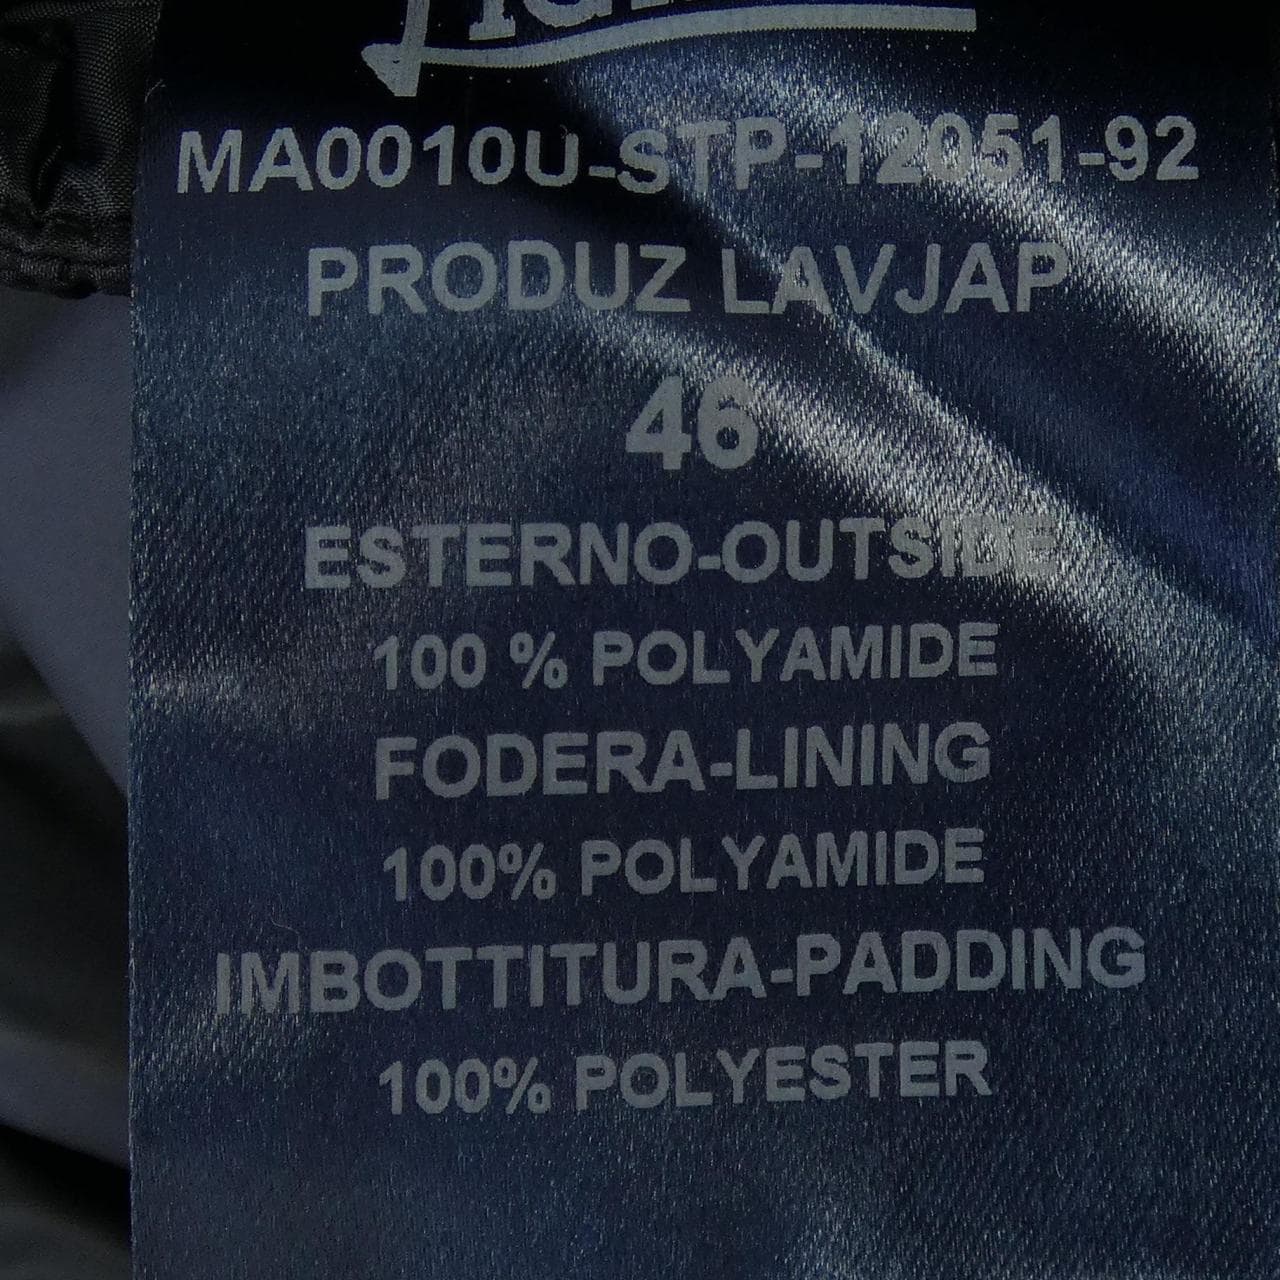 MA0010U-STP-12051-92
PRODUZ LAVJAP
46
ESTERNO-OUTSIDE
100 % POLYAMIDE
FODERA-LINING
100% POLYAMIDE
IMBOTTITURA-PADDING
100% POLYESTER